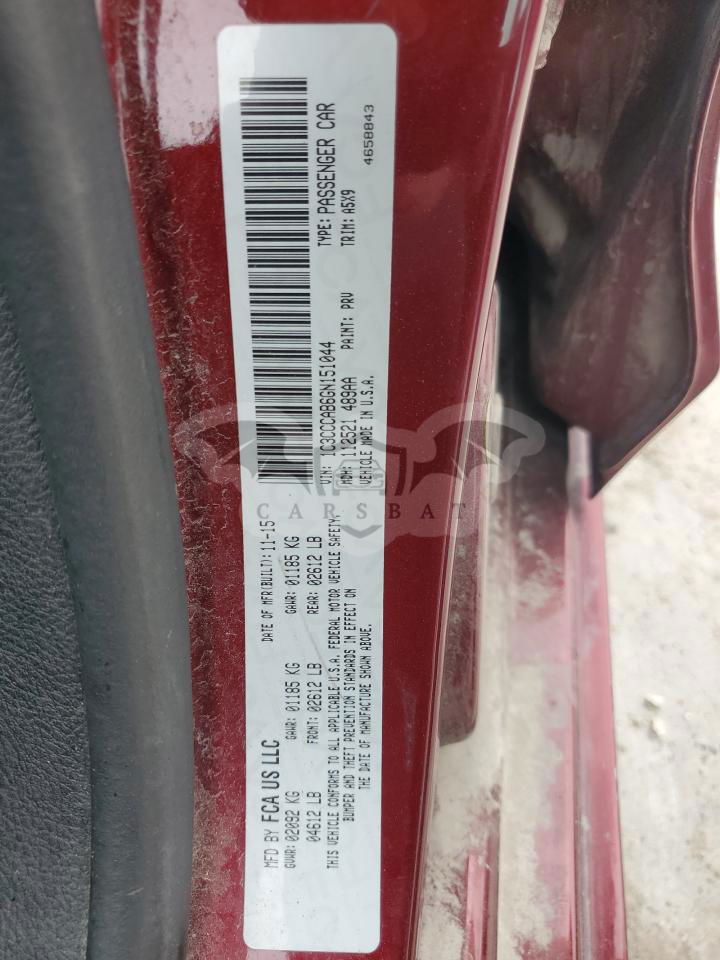 MFD BY FCA US LLC
DATE OF MFR(BUILT): 11-15
GVWR: 02092 KG GAWR: 01185 KG GAWR: 01185 KG
04612 LB FRONT: 02612 LB REAR: 02612 LB
THIS VEHICLE CONFORMS TO ALL APPLICABLE U.S.A. FEDERAL MOTOR VEHICLE SAFETY,
BUMPER AND THEFT PREVENTION STANDARDS IN EFFECT ON
THE DATE OF MANUFACTURE SHOWN ABOVE.
VIN: 1C3CCCAB6GN151044
TYPE: PASSENGER CAR
MDH: 112521 489AA
PAINT: PRV
TRIM: A5X9
VEHICLE MADE IN U.S.A.
4658843
CARSBAT